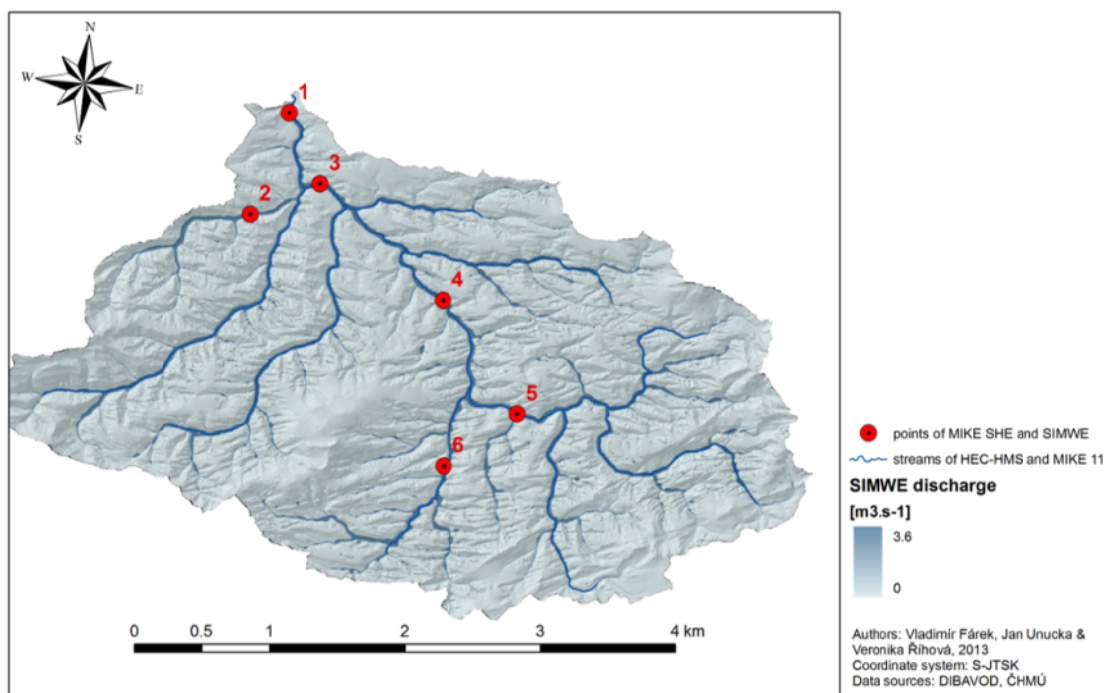 N
W
E
S
1
3
2
4
5
6
0 0.5 1 2 3 4 km
points of MIKE SHE and SIMWE
streams of HEC-HMS and MIKE 11
SIMWE discharge
[m3.s-1]
3.6
0
Authors: Vladimír Fárek, Jan Unucka &
Veronika Říhová, 2013
Coordinate system: S-JTSK
Data sources: DIBAVOD, ČHMÚ